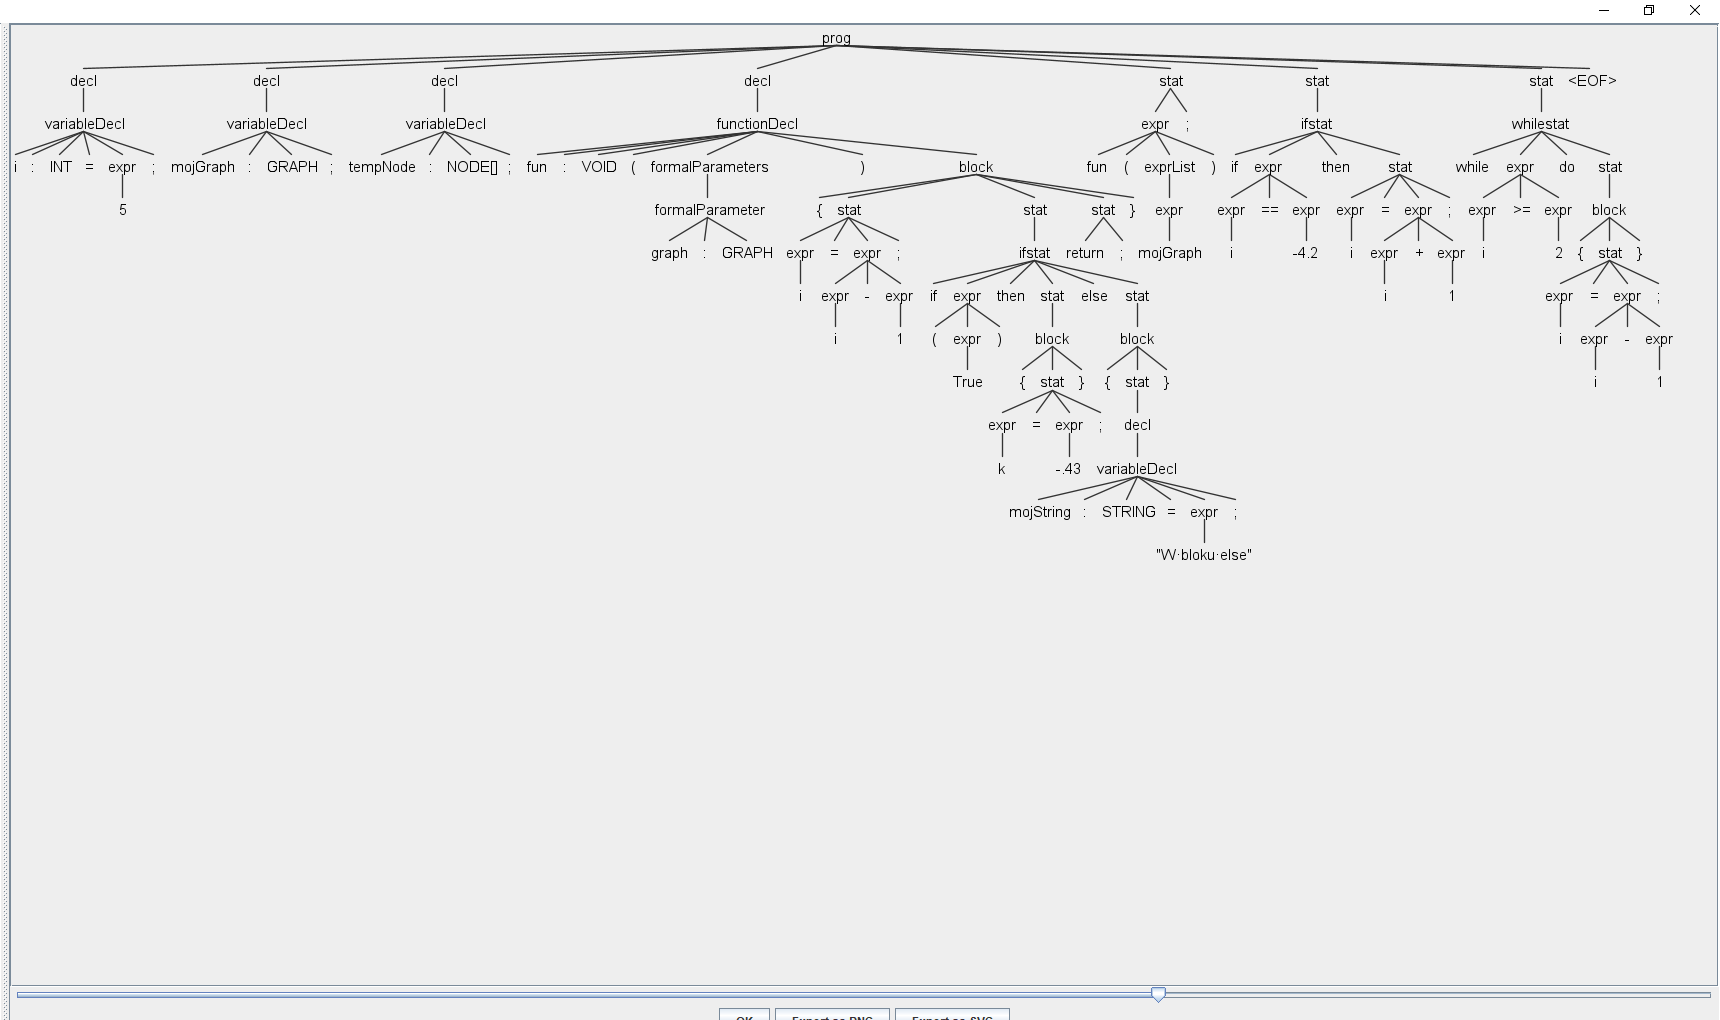 prog
decl decl decl decl stat stat stat <EOF>
variableDecl variableDecl variableDecl functionDecl expr ; ifstat whilestat
i : INT = expr ; mojGraph : GRAPH ; tempNode : NODE[] ; fun : VOID ( formalParameters ) block fun ( exprList ) if expr then stat while expr do stat
5 formalParameter { stat stat stat } expr expr == expr expr = expr ; expr >= expr block
graph : GRAPH expr = expr ; ifstat return ; mojGraph i -4.2 i expr + expr i 2 { stat }
i expr - expr if expr then stat else stat i 1 expr = expr ;
i 1 ( expr ) block block i expr - expr
True { stat } { stat } i 1
expr = expr ; decl
k -.43 variableDecl
mojString : STRING = expr ;
"W·bloku·else"
OK Export as PNG Export as SVG